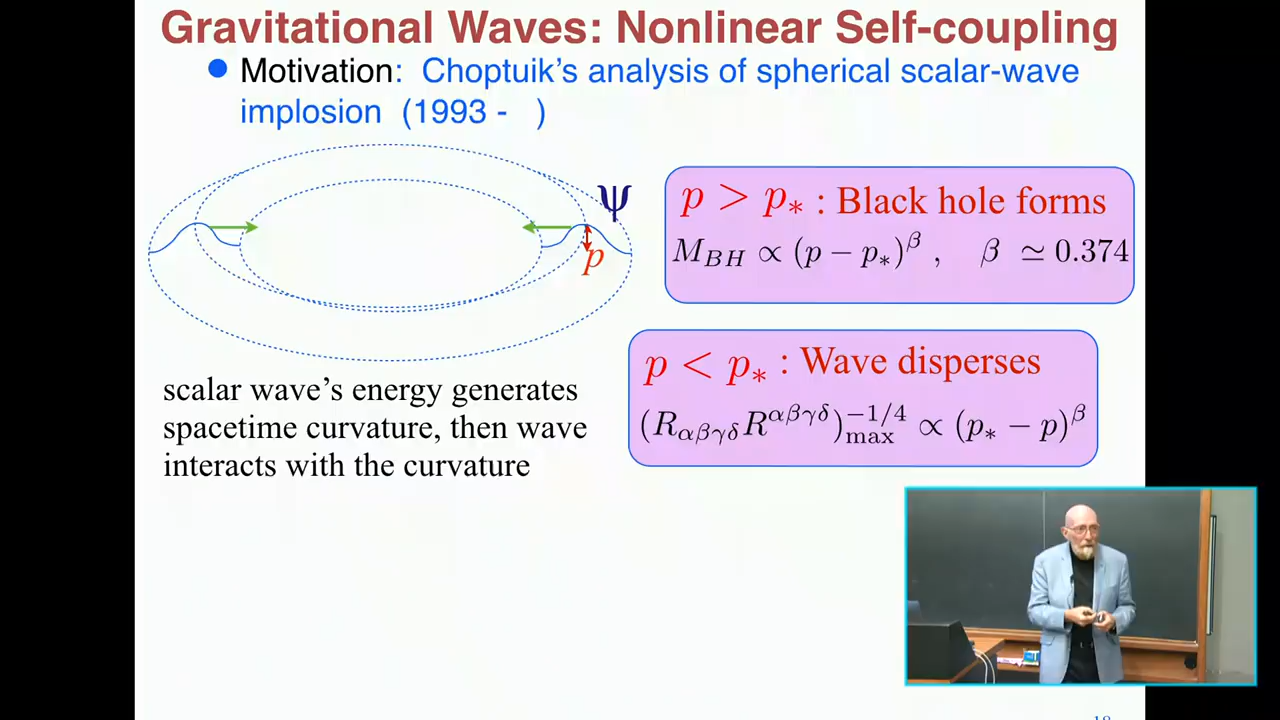 Gravitational Waves: Nonlinear Self-coupling
● Motivation: Choptuik's analysis of spherical scalar-wave
implosion (1993 - )
ψ
p
p > p* : Black hole forms
M_BH ∝ (p − p*)^β , β ≃ 0.374
p < p* : Wave disperses
(R_αβγδ R^αβγδ)_max^−1/4 ∝ (p* − p)^β
scalar wave's energy generates
spacetime curvature, then wave
interacts with the curvature